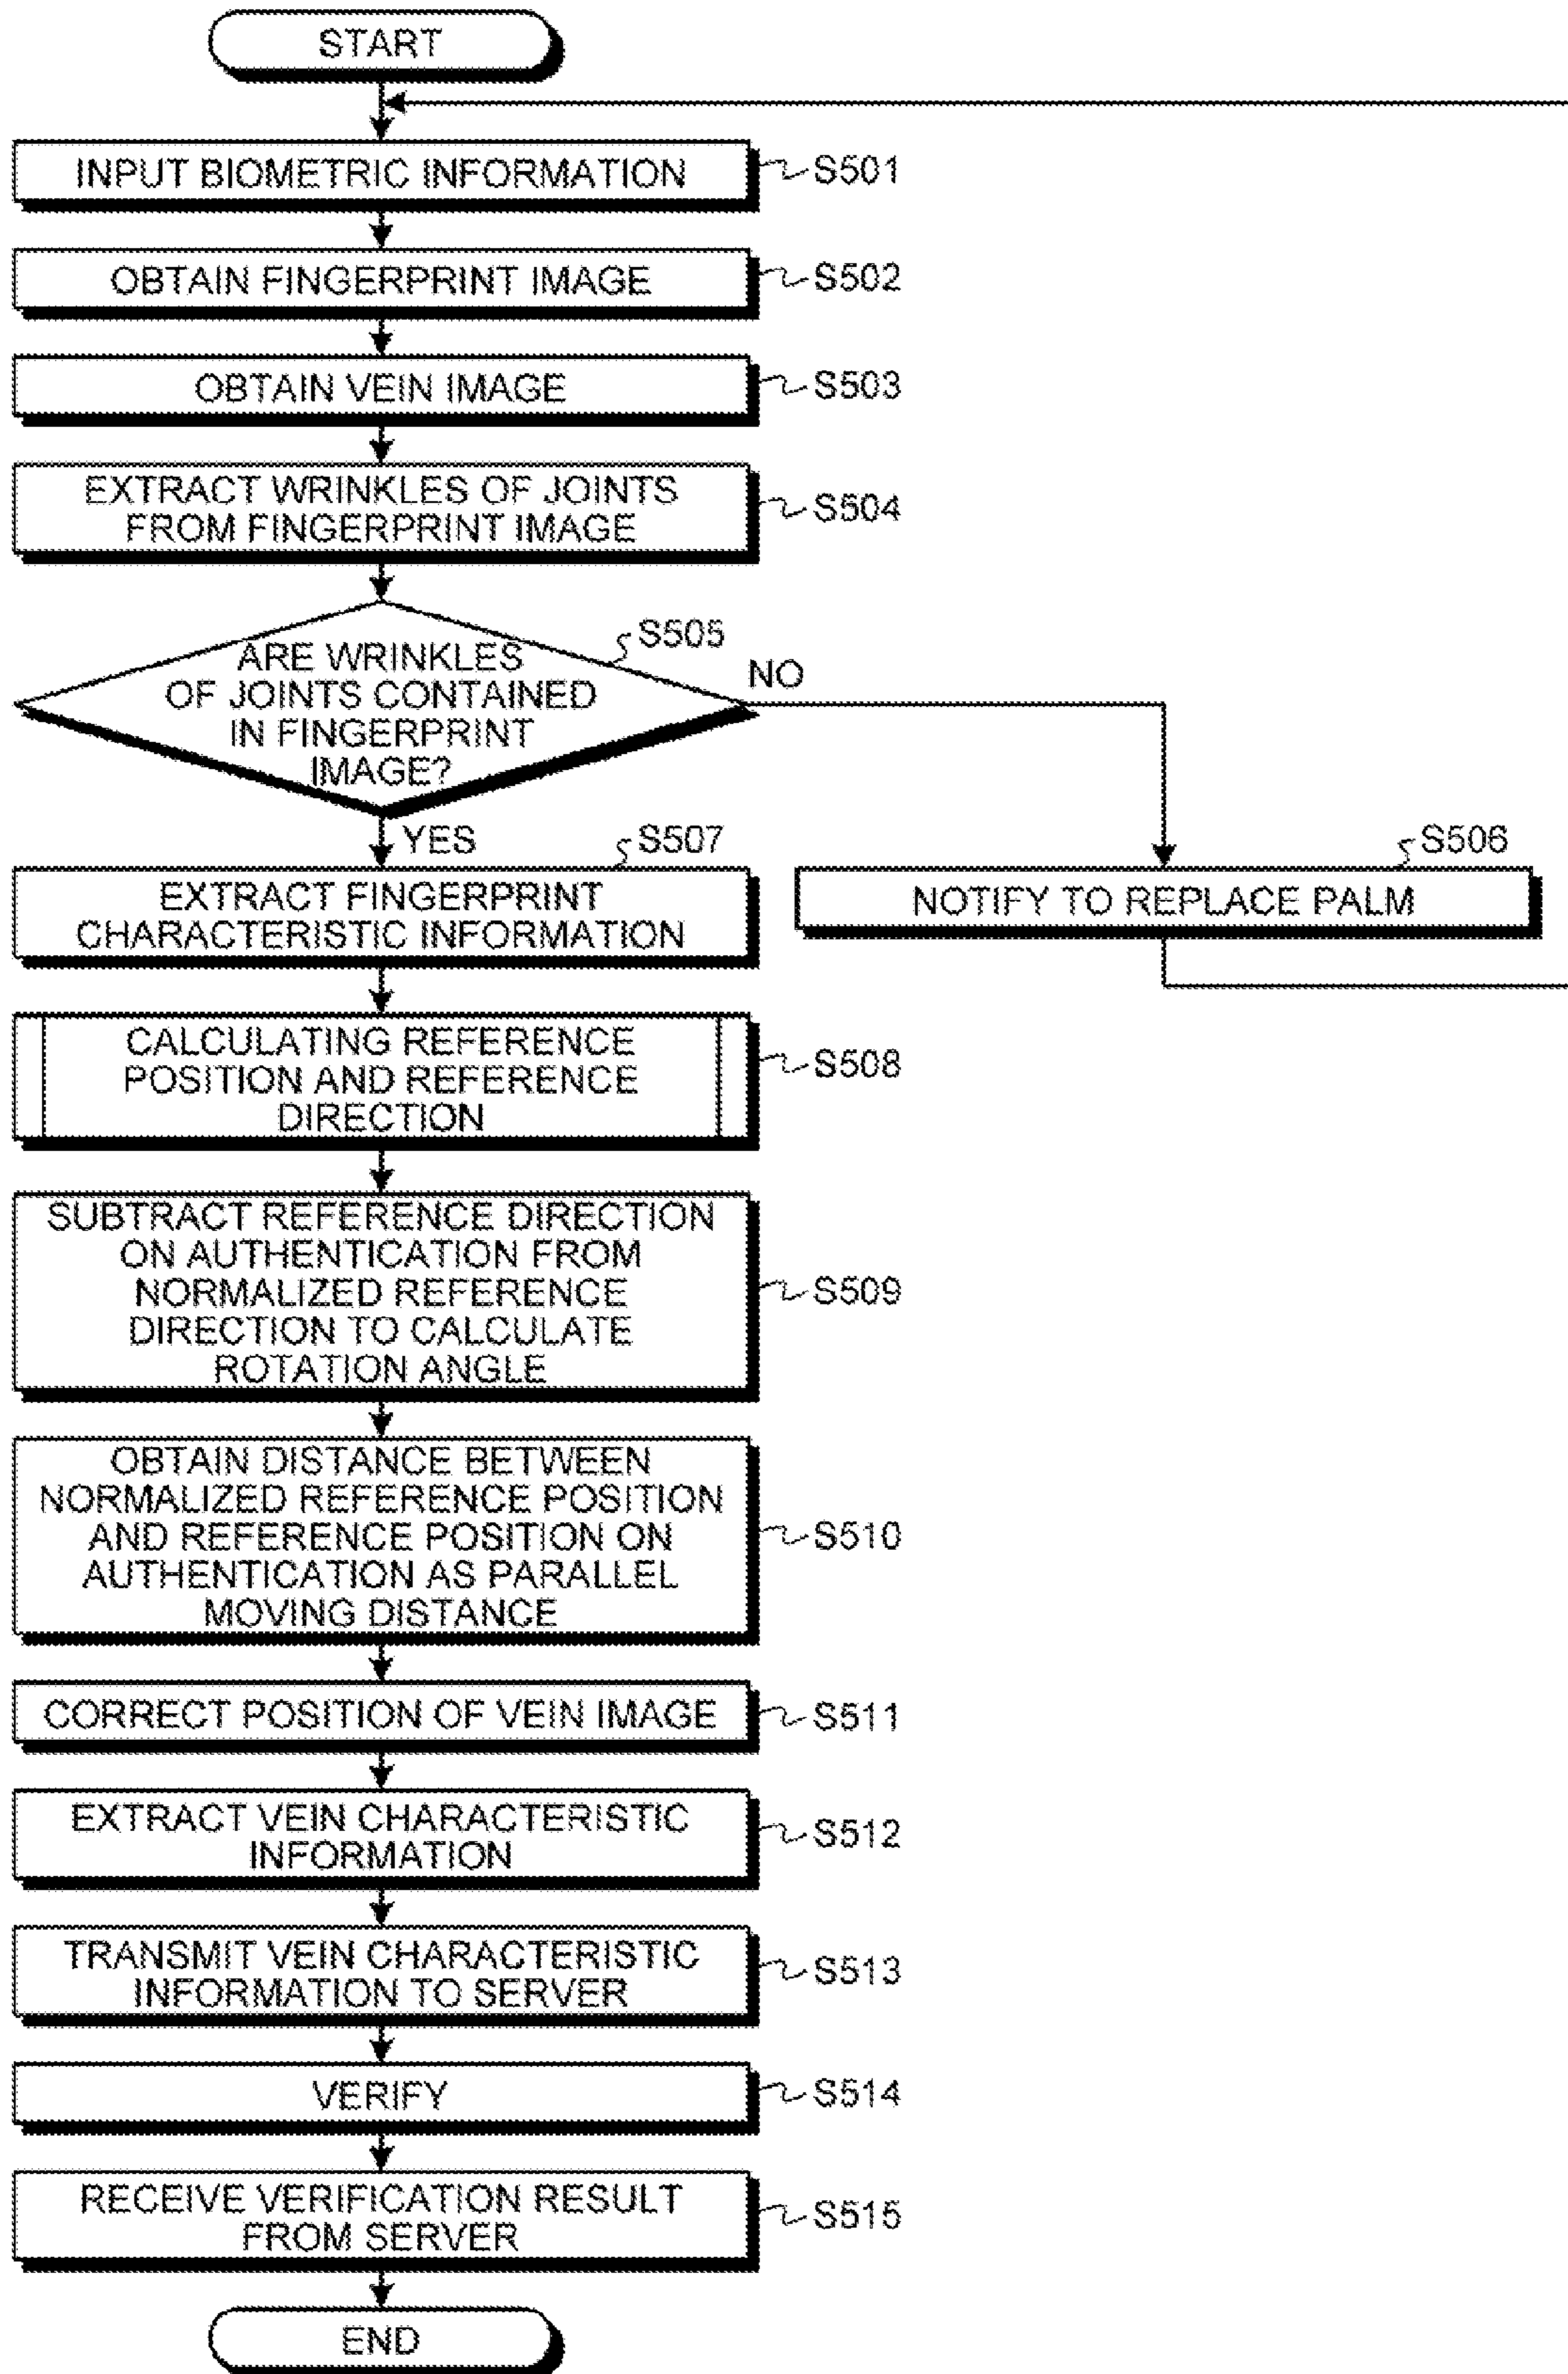 START
INPUT BIOMETRIC INFORMATION
S501
OBTAIN FINGERPRINT IMAGE
S502
OBTAIN VEIN IMAGE
S503
EXTRACT WRINKLES OF JOINTS
FROM FINGERPRINT IMAGE
S504
S505
ARE WRINKLES
OF JOINTS CONTAINED
IN FINGERPRINT
IMAGE?
NO
YES
S507
EXTRACT FINGERPRINT
CHARACTERISTIC INFORMATION
S506
NOTIFY TO REPLACE PALM
CALCULATING REFERENCE
POSITION AND REFERENCE
DIRECTION
S508
SUBTRACT REFERENCE DIRECTION
ON AUTHENTICATION FROM
NORMALIZED REFERENCE
DIRECTION TO CALCULATE
ROTATION ANGLE
S509
OBTAIN DISTANCE BETWEEN
NORMALIZED REFERENCE POSITION
AND REFERENCE POSITION ON
AUTHENTICATION AS PARALLEL
MOVING DISTANCE
S510
CORRECT POSITION OF VEIN IMAGE
S511
EXTRACT VEIN CHARACTERISTIC
INFORMATION
S512
TRANSMIT VEIN CHARACTERISTIC
INFORMATION TO SERVER
S513
VERIFY
S514
RECEIVE VERIFICATION RESULT
FROM SERVER
S515
END